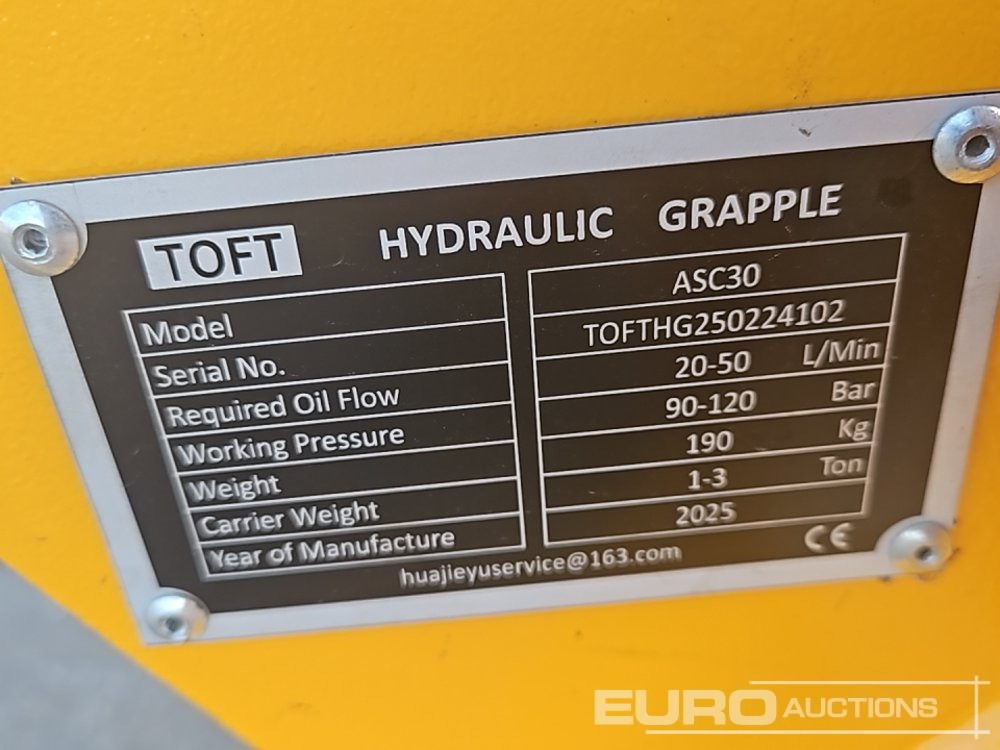 TOFT HYDRAULIC GRAPPLE
Model ASC30
Serial No. TOFTHG250224102
Required Oil Flow 20-50 L/Min
Working Pressure 90-120 Bar
Weight 190 Kg
Carrier Weight 1-3 Ton
Year of Manufacture 2025
huajieyuservice@163.com CE
EURO AUCTIONS